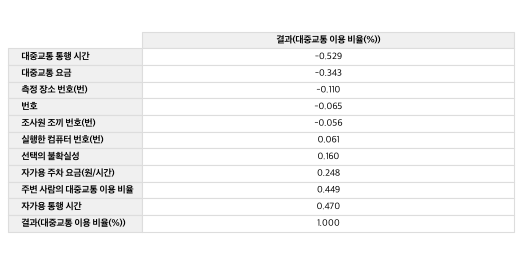 결과(대중교통 이용 비율(%))
대중교통 통행 시간 -0.529
대중교통 요금 -0.343
측정 장소 번호(번) -0.110
번호 -0.065
조사원 조끼 번호(번) -0.056
실행한 컴퓨터 번호(번) 0.061
선택의 불확실성 0.160
자가용 주차 요금(원/시간) 0.248
주변 사람의 대중교통 이용 비율 0.449
자가용 통행 시간 0.470
결과(대중교통 이용 비율(%)) 1.000